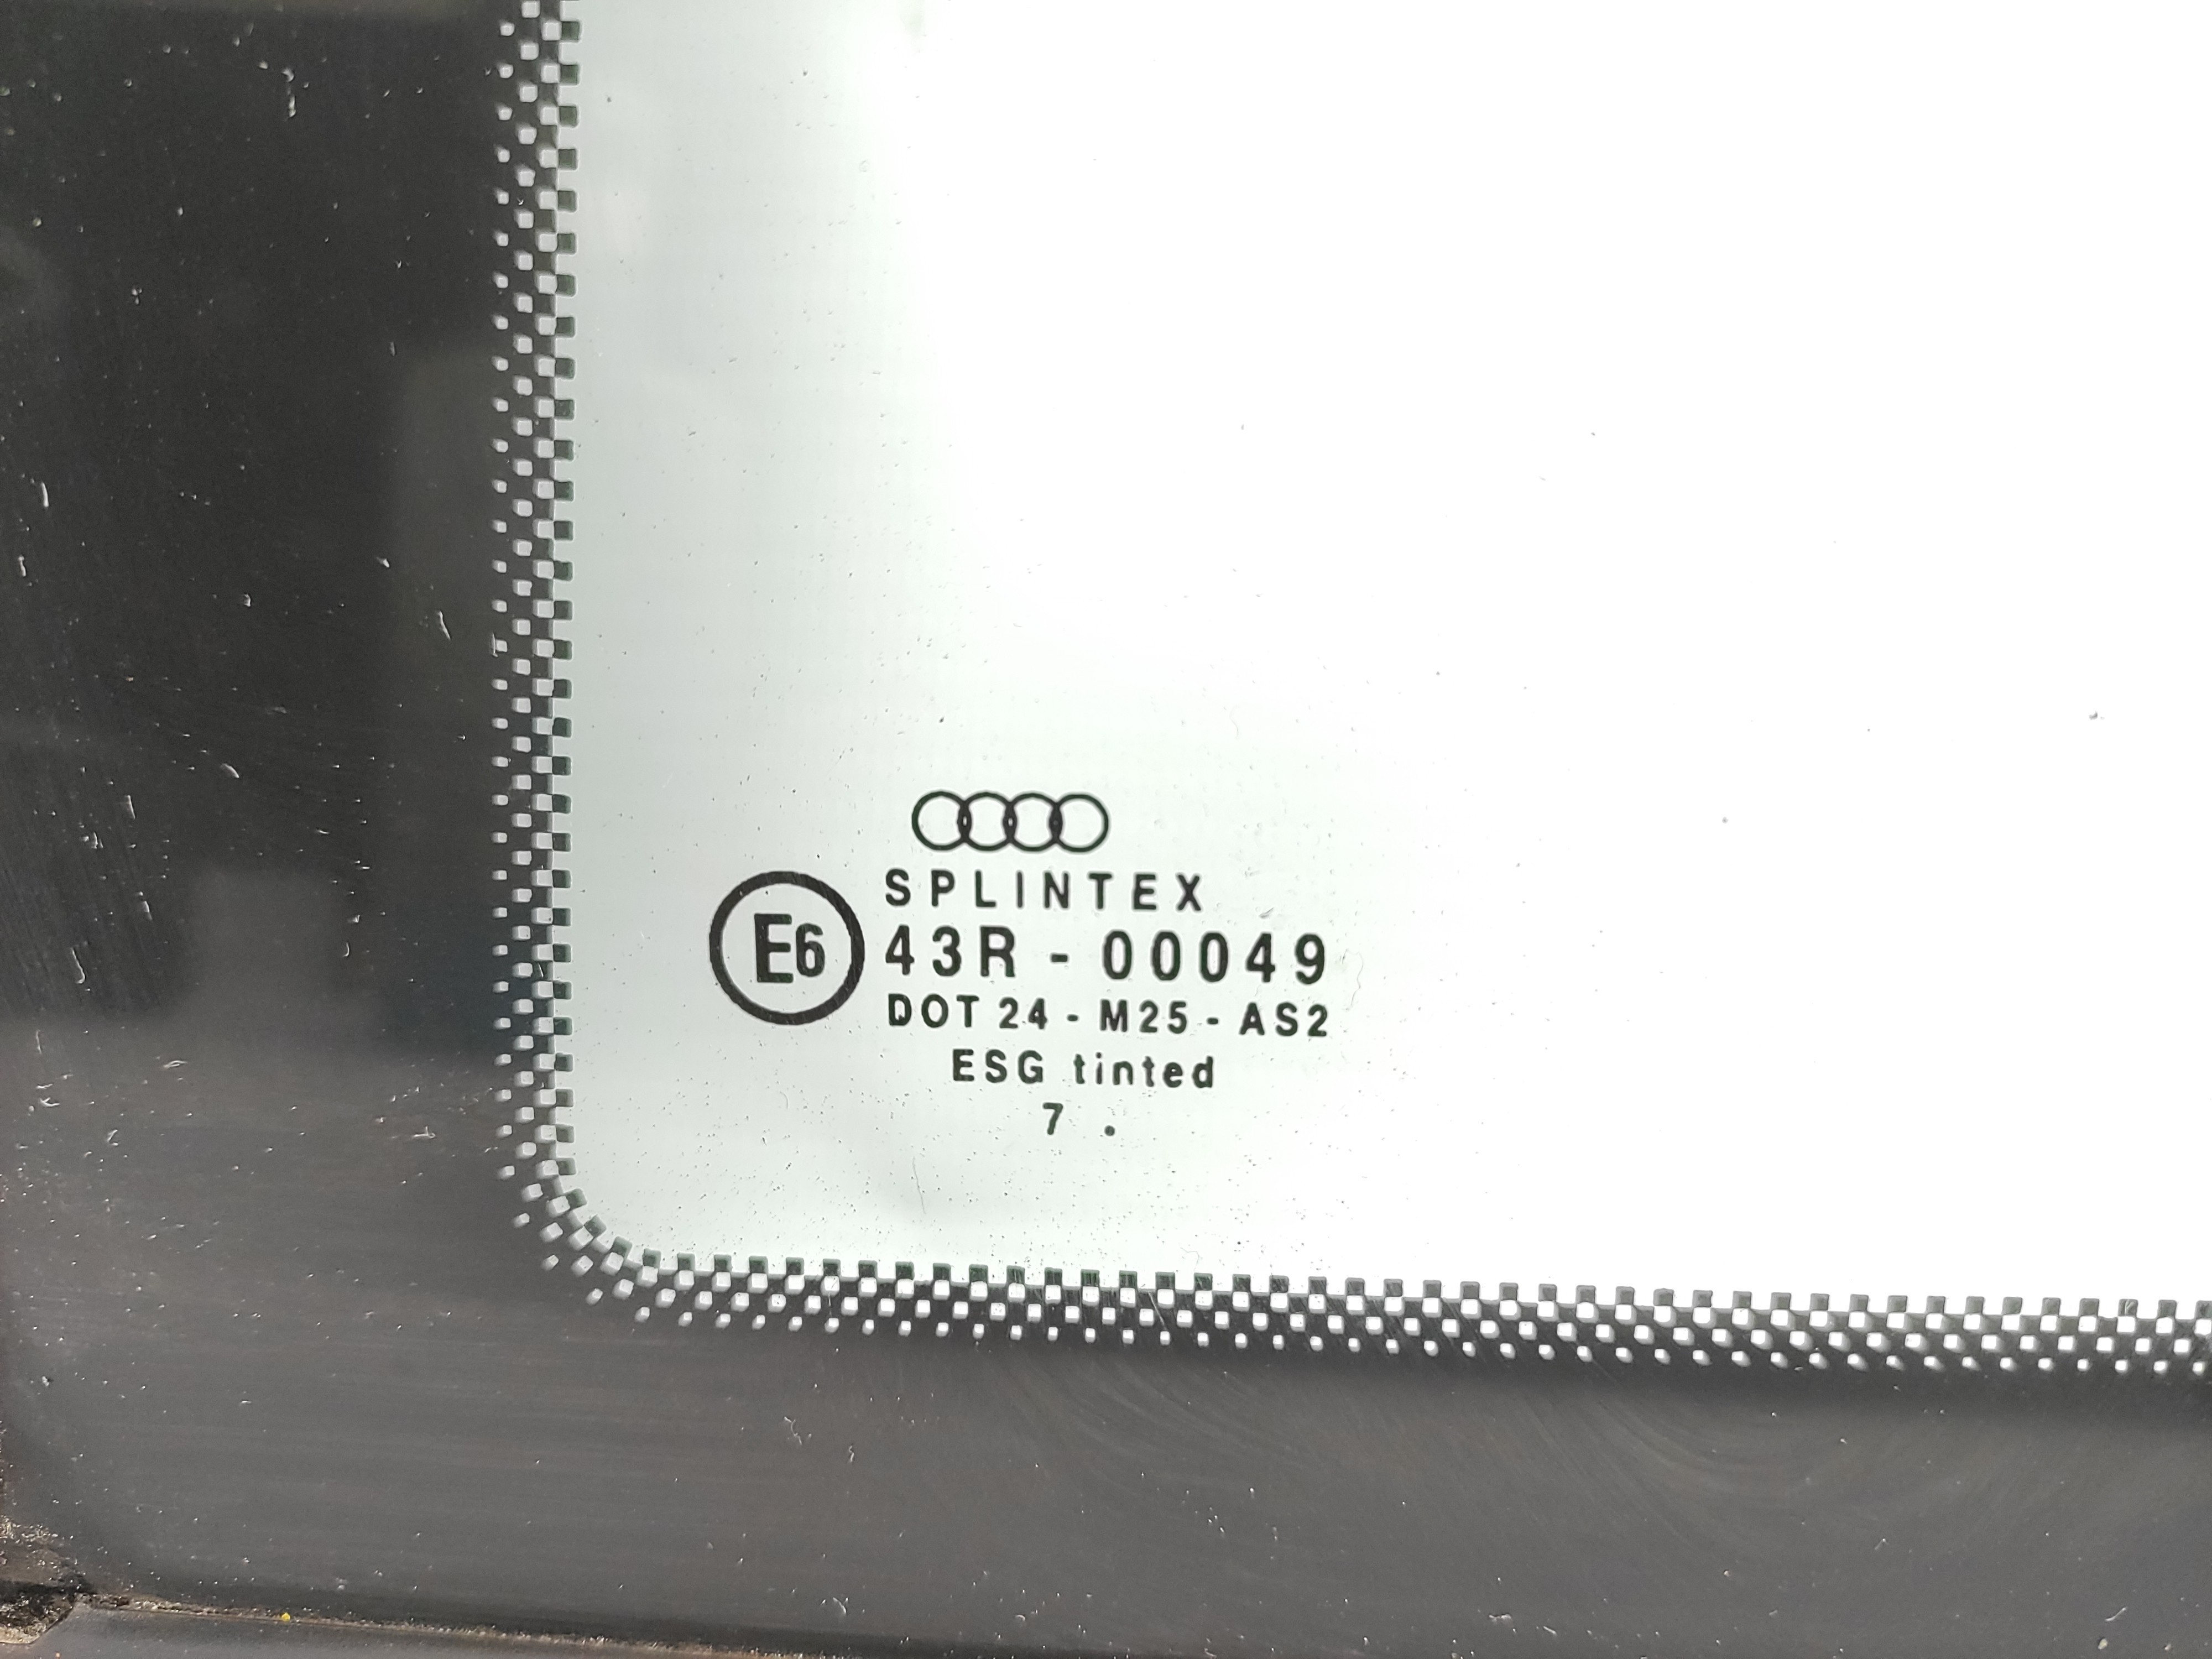 SPLINTEX
E6 43R - 00049
DOT 24 - M25 - AS2
ESG tinted
7 .